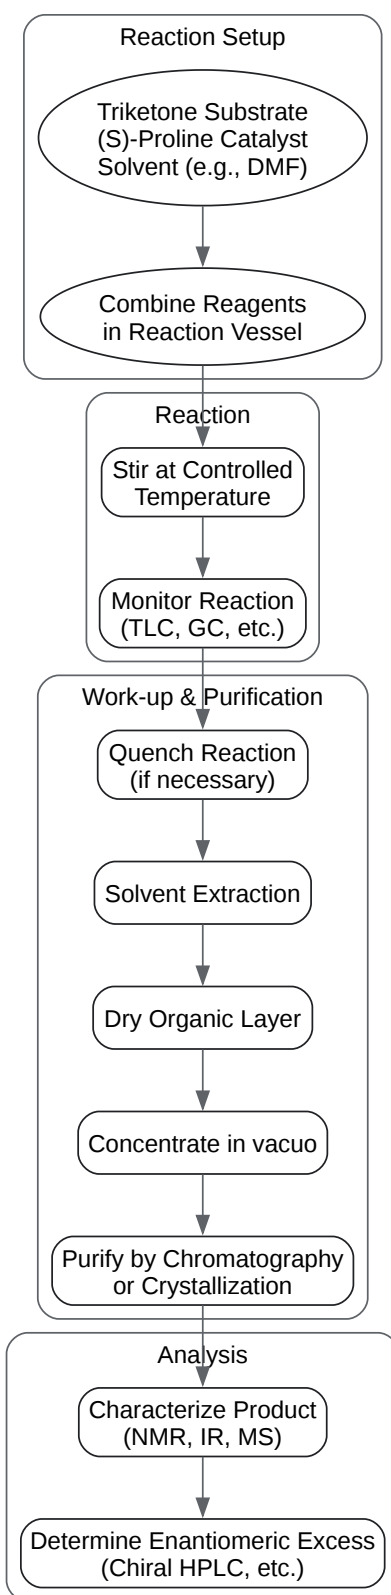 Reaction Setup
Triketone Substrate
(S)-Proline Catalyst
Solvent (e.g., DMF)
Combine Reagents
in Reaction Vessel
Reaction
Stir at Controlled
Temperature
Monitor Reaction
(TLC, GC, etc.)
Work-up & Purification
Quench Reaction
(if necessary)
Solvent Extraction
Dry Organic Layer
Concentrate in vacuo
Purify by Chromatography
or Crystallization
Analysis
Characterize Product
(NMR, IR, MS)
Determine Enantiomeric Excess
(Chiral HPLC, etc.)